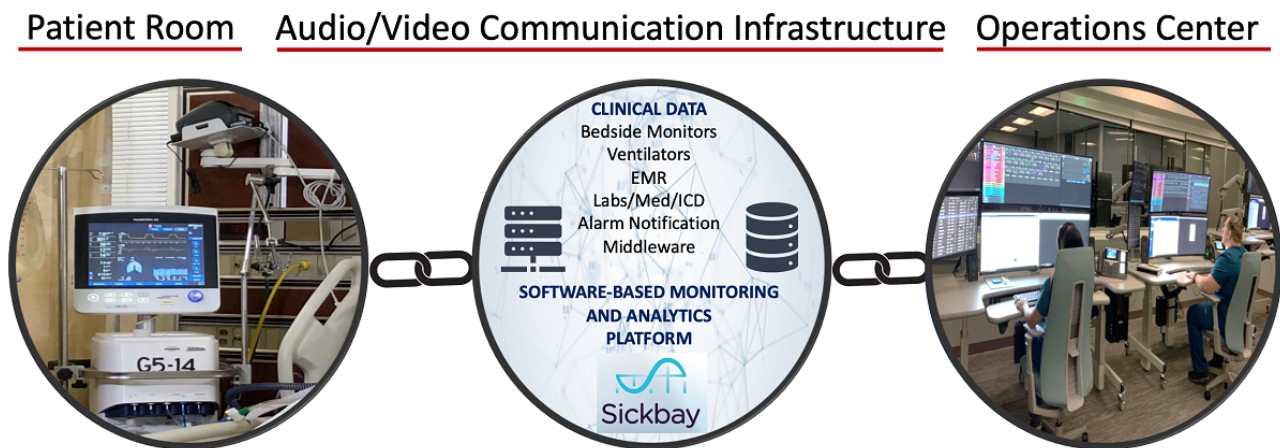 Patient Room
Audio/Video Communication Infrastructure
Operations Center
CLINICAL DATA
Bedside Monitors
Ventilators
EMR
Labs/Med/ICD
Alarm Notification
Middleware
SOFTWARE-BASED MONITORING
AND ANALYTICS
PLATFORM
Sickbay
G5-14